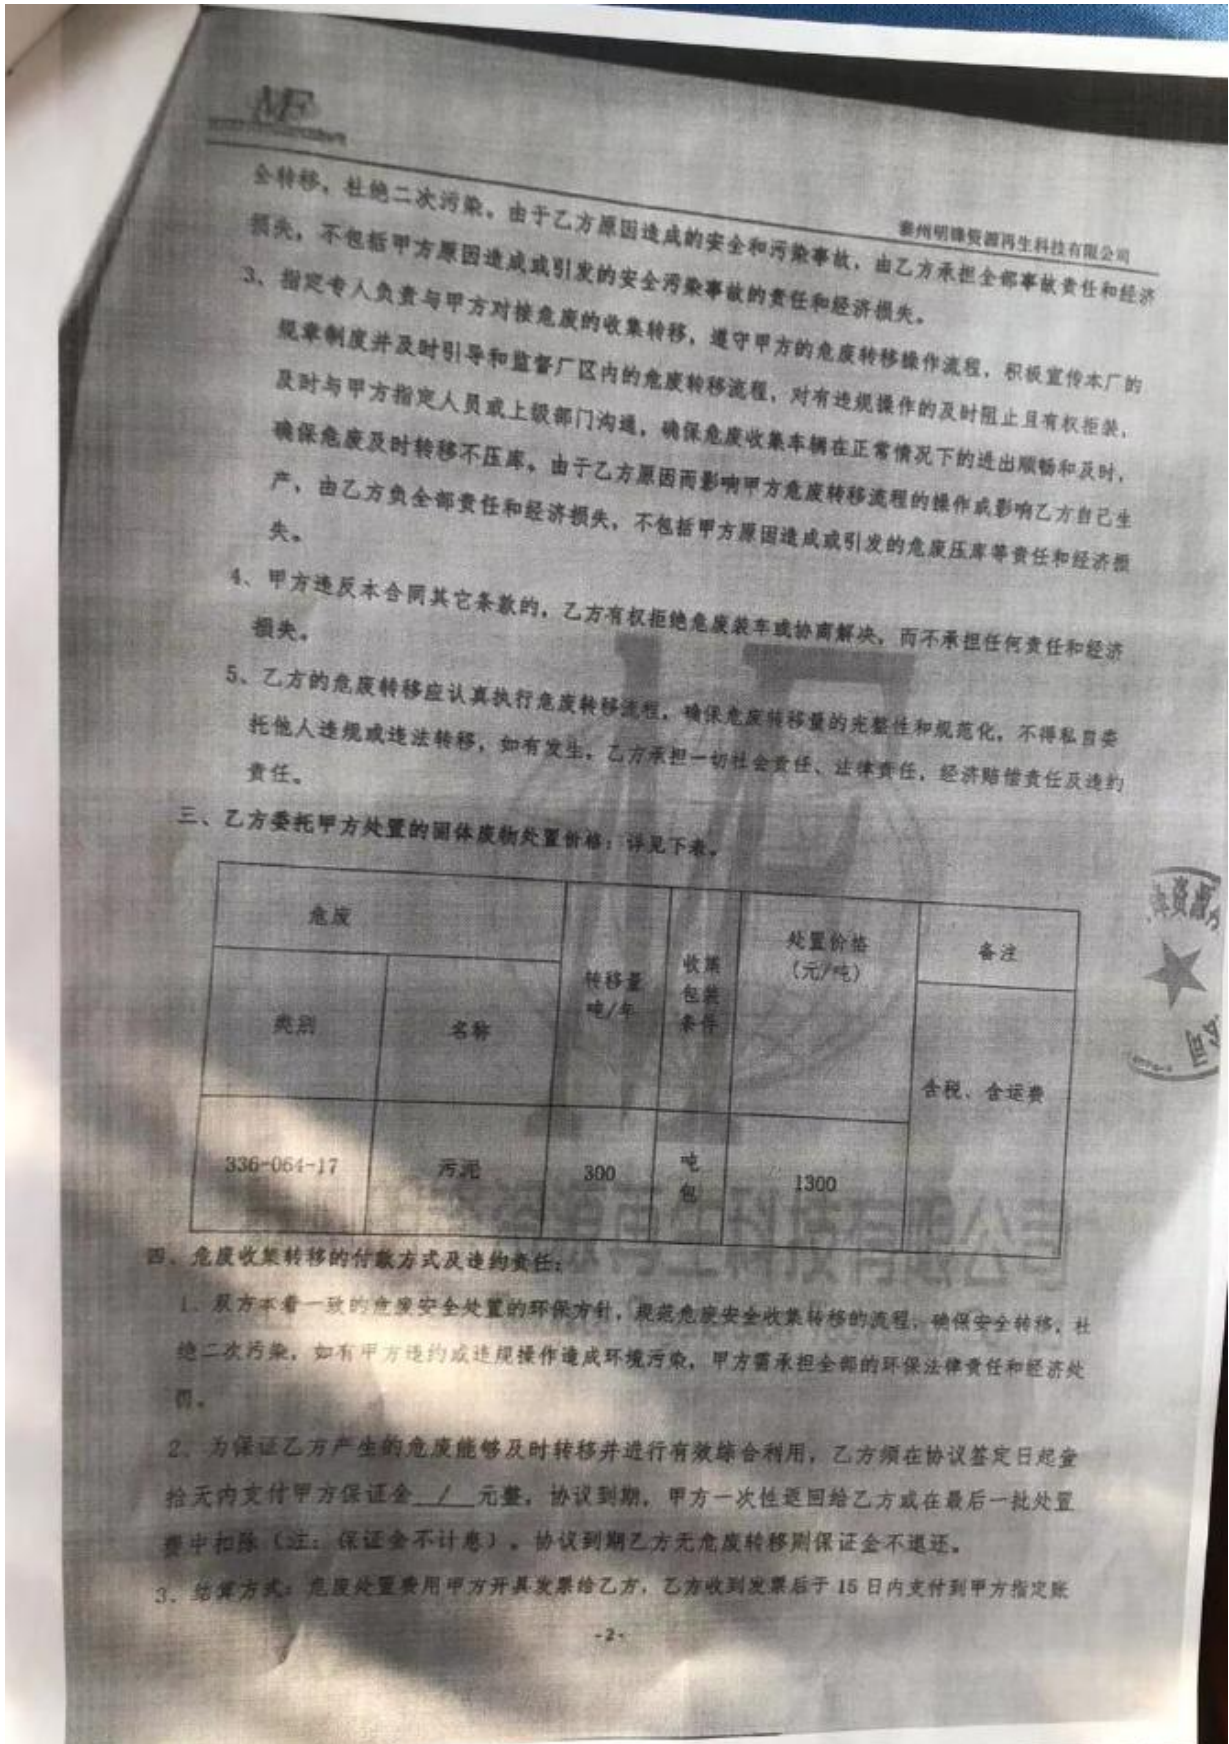 MF
泰州明锋资源再生科技有限公司
全转移，杜绝二次污染。由于乙方原因造成的安全和污染事故，由乙方承担全部事故责任和经济
损失，不包括甲方原因造成或引发的安全污染事故的责任和经济损失。
3、指定专人负责与甲方对接危废的收集转移，遵守甲方的危废转移操作流程，积极宣传本厂的
规章制度并及时引导和监督厂区内的危废转移流程，对有违规操作的及时阻止且有权拒装，
及时与甲方指定人员或上级部门沟通，确保危废收集车辆在正常情况下的进出顺畅和及时，
确保危废及时转移不压库。由于乙方原因而影响甲方危废转移流程的操作或影响乙方自己生
产，由乙方负全部责任和经济损失，不包括甲方原因造成或引发的危废压库等责任和经济损
失。
4、甲方违反本合同其它条款的，乙方有权拒绝危废装车或协商解决，而不承担任何责任和经济
损失。
5、乙方的危废转移应认真执行危废转移流程，确保危废转移量的完整性和规范化，不得私自委
托他人违规或违法转移，如有发生，乙方承担一切社会责任、法律责任，经济赔偿责任及违约
责任。
三、乙方委托甲方处置的固体废物处置价格：详见下表。
危废
转移量
吨/年
收集
包装
条件
处置价格
（元/吨）
备注
类别
名称
含税、含运费
336-064-17
污泥
300
吨
包
1300
四、危废收集转移的付款方式及违约责任：
1、双方本着一致的危废安全处置的环保方针，规范危废安全收集转移的流程，确保安全转移，杜
绝二次污染，如有甲方违约或违规操作造成环境污染，甲方需承担全部的环保法律责任和经济处
罚。
2、为保证乙方产生的危废能够及时转移并进行有效综合利用，乙方须在协议签定日起壹
拾天内支付甲方保证金 / 元整，协议到期，甲方一次性返回给乙方或在最后一批处置
费中扣除（注：保证金不计息）。协议到期乙方无危废转移则保证金不退还。
3、结算方式：危废处置费用甲方开具发票给乙方，乙方收到发票后于 15 日内支付到甲方指定账
-2-